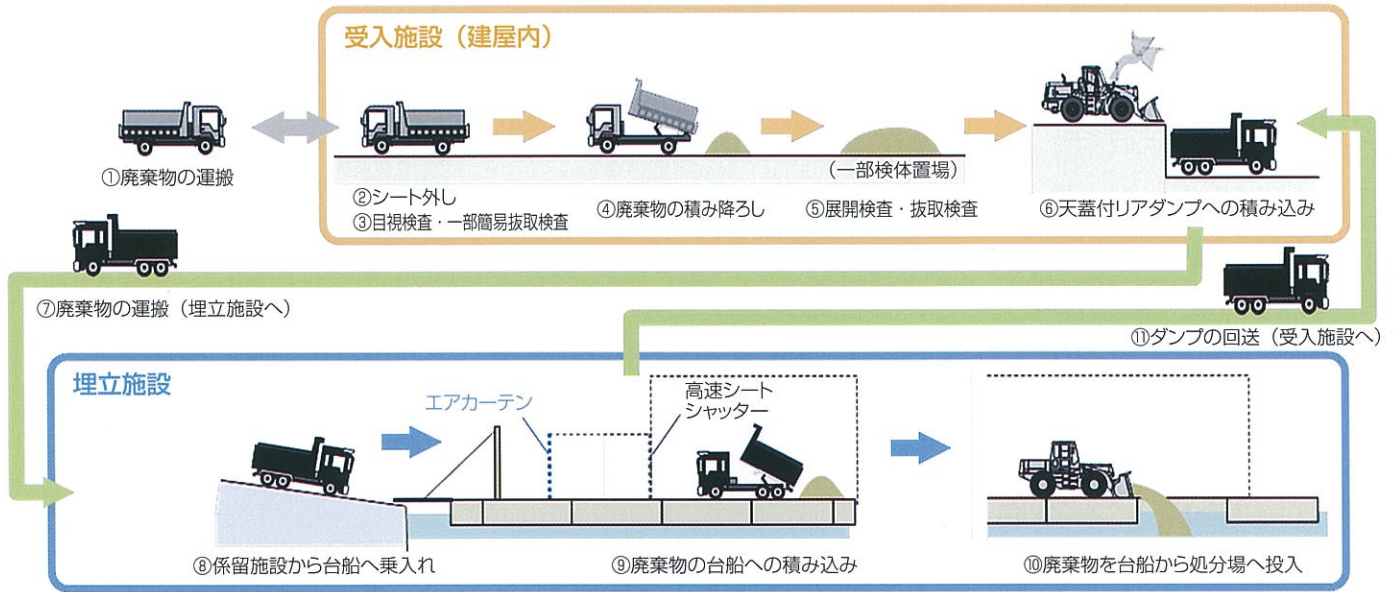 受入施設（建屋内）
①廃棄物の運搬
②シート外し
③目視検査・一部簡易抜取検査
④廃棄物の積み降ろし
（一部検体置場）
⑤展開検査・抜取検査
⑥天蓋付リアダンプへの積み込み
⑦廃棄物の運搬（埋立施設へ）
⑪ダンプの回送（受入施設へ）
埋立施設
エアカーテン
高速シート
シャッター
⑧係留施設から台船へ乗入れ
⑨廃棄物の台船への積み込み
⑩廃棄物を台船から処分場へ投入